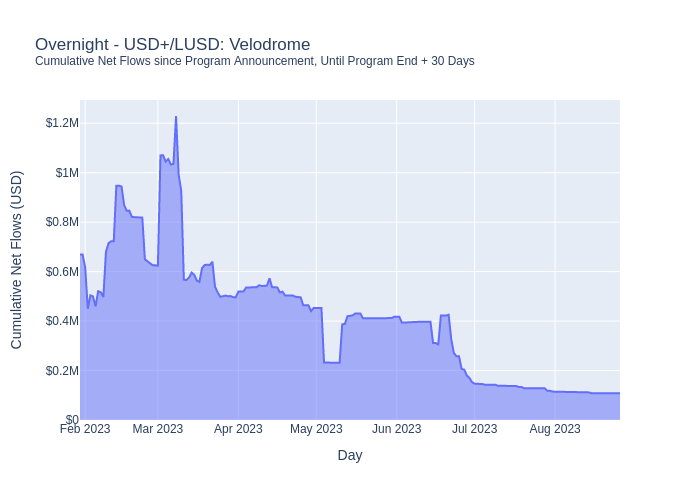 Overnight - USD+/LUSD: Velodrome
Cumulative Net Flows since Program Announcement, Until Program End + 30 Days
Cumulative Net Flows (USD)
$1.2M
$1M
$0.8M
$0.6M
$0.4M
$0.2M
$0
Feb 2023 Mar 2023 Apr 2023 May 2023 Jun 2023 Jul 2023 Aug 2023
Day